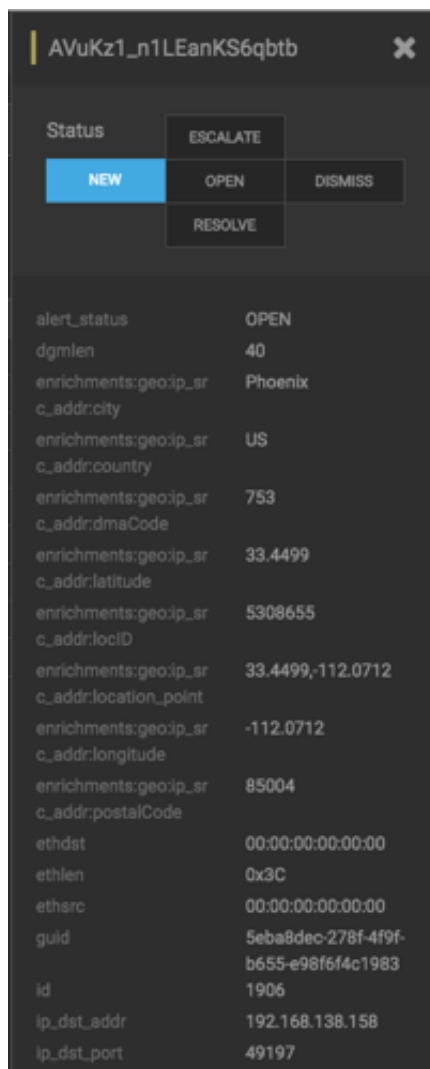 AVuKz1_n1LEanKS6qbtb
Status
ESCALATE
NEW OPEN DISMISS
RESOLVE
alert_status OPEN
dgmlen 40
enrichments:geo:ip_sr Phoenix
c_addr:city
enrichments:geo:ip_sr US
c_addr:country
enrichments:geo:ip_sr 753
c_addr:dmaCode
enrichments:geo:ip_sr 33.4499
c_addr:latitude
enrichments:geo:ip_sr 5308655
c_addr:locID
enrichments:geo:ip_sr 33.4499,-112.0712
c_addr:location_point
enrichments:geo:ip_sr -112.0712
c_addr:longitude
enrichments:geo:ip_sr 85004
c_addr:postalCode
ethdst 00:00:00:00:00:00
ethlen 0x3C
ethsrc 00:00:00:00:00:00
guid 5eba8dec-278f-4f9f-
b655-e98f6f4c1983
id 1906
ip_dst_addr 192.168.138.158
ip_dst_port 49197